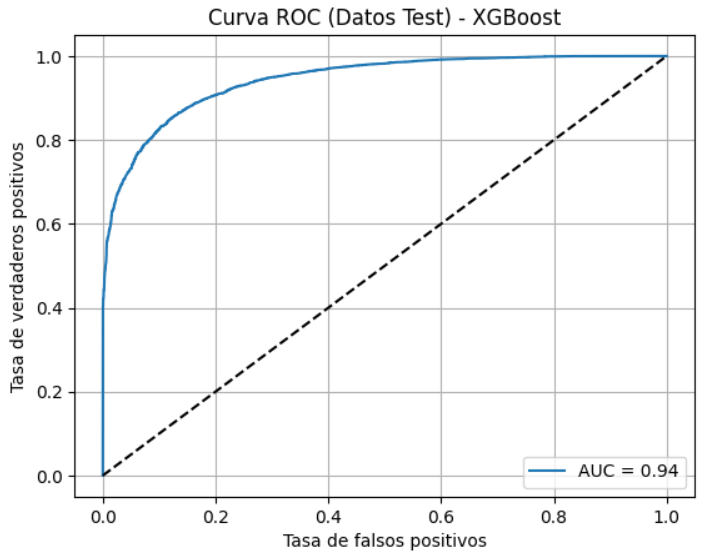 Curva ROC (Datos Test) - XGBoost
Tasa de verdaderos positivos
1.0
0.8
0.6
0.4
0.2
0.0
AUC = 0.94
0.0 0.2 0.4 0.6 0.8 1.0
Tasa de falsos positivos